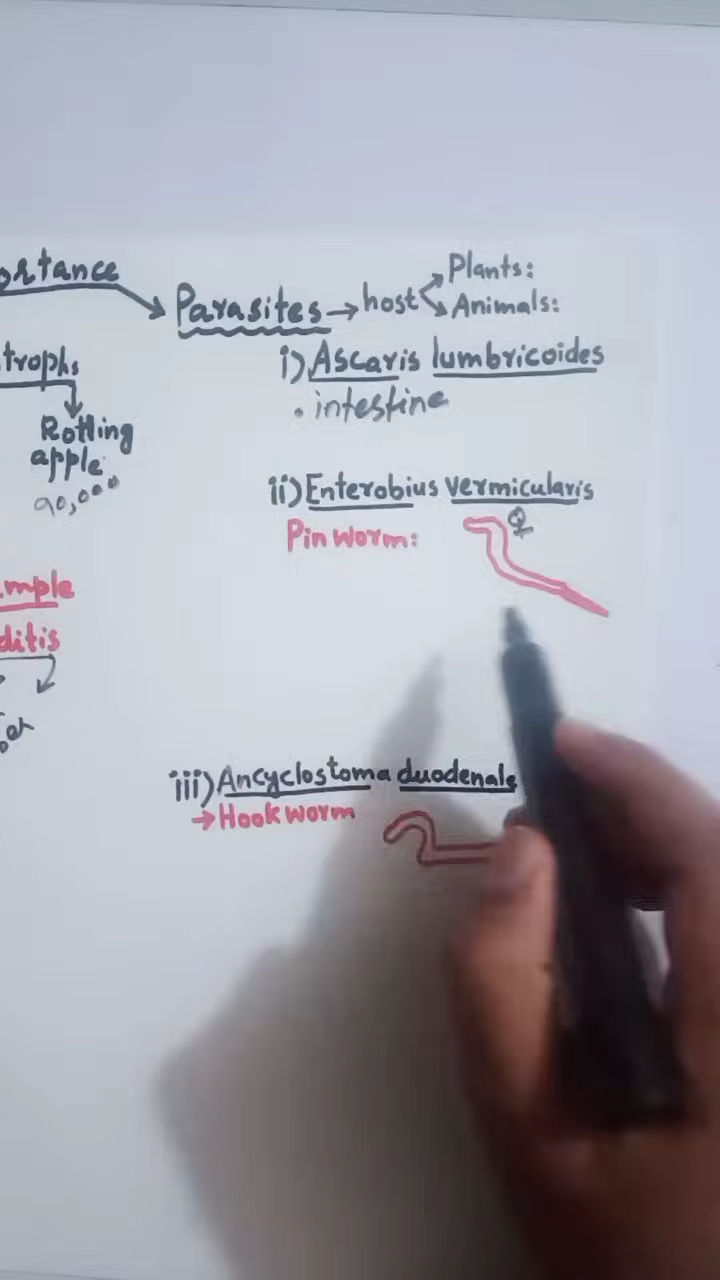 ortance
Parasites → host
Plants:
Animals:
i) Ascaris lumbricoides
. intestine
trophs
Rotting
apple
90,000
ii) Enterobius vermicularis
Pin worm: ♀
mple
ditis
iii) Ancyclostoma duodenale
→ Hook worm